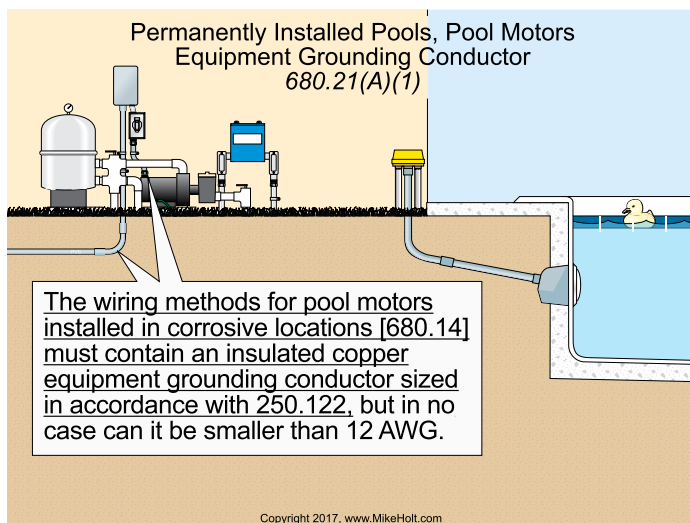 Permanently Installed Pools, Pool Motors
Equipment Grounding Conductor
680.21(A)(1)
The wiring methods for pool motors
installed in corrosive locations [680.14]
must contain an insulated copper
equipment grounding conductor sized
in accordance with 250.122, but in no
case can it be smaller than 12 AWG.
Copyright 2017, www.MikeHolt.com